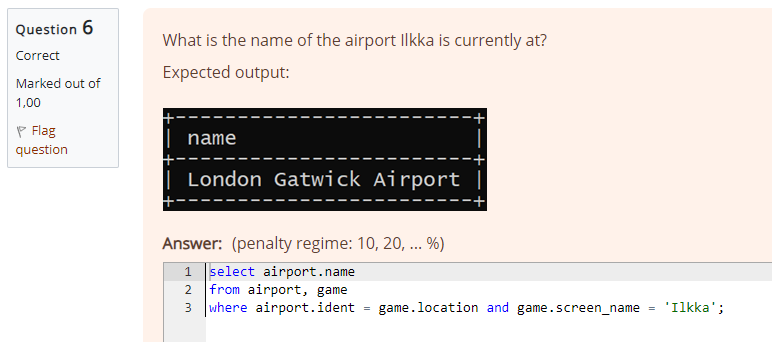 Question 6
Correct
Marked out of
1,00
Flag
question
What is the name of the airport Ilkka is currently at?
Expected output:
+------------------------+
| name                   |
+------------------------+
| London Gatwick Airport |
+------------------------+
Answer: (penalty regime: 10, 20, ... %)
1 select airport.name
2 from airport, game
3 where airport.ident = game.location and game.screen_name = 'Ilkka';